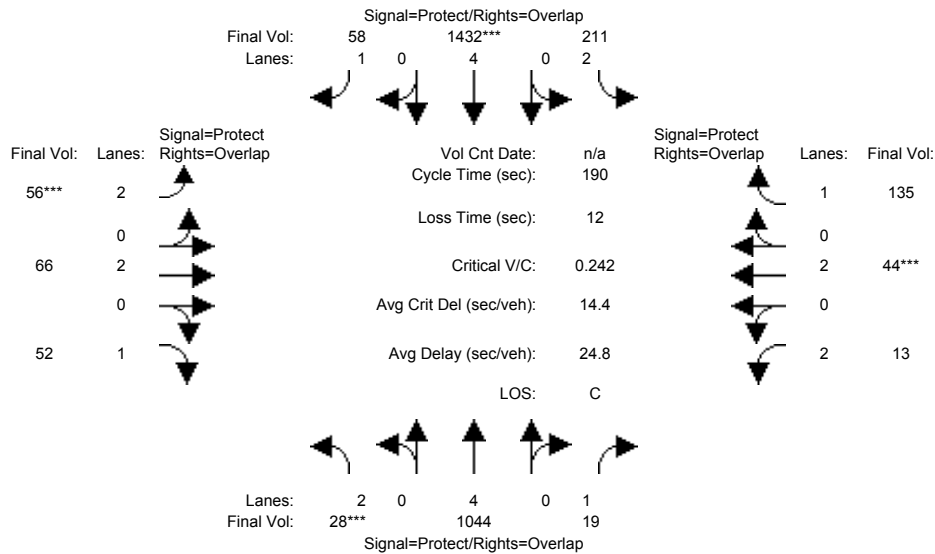 Signal=Protect/Rights=Overlap
Final Vol: 58 1432*** 211
Lanes: 1 0 4 0 2
Signal=Protect Signal=Protect
Final Vol: Lanes: Rights=Overlap Vol Cnt Date: n/a Rights=Overlap Lanes: Final Vol:
Cycle Time (sec): 190
56*** 2 1 135
Loss Time (sec): 12
0 0
66 2 Critical V/C: 0.242 2 44***
0 Avg Crit Del (sec/veh): 14.4 0
52 1 Avg Delay (sec/veh): 24.8 2 13
LOS: C
Lanes: 2 0 4 0 1
Final Vol: 28*** 1044 19
Signal=Protect/Rights=Overlap